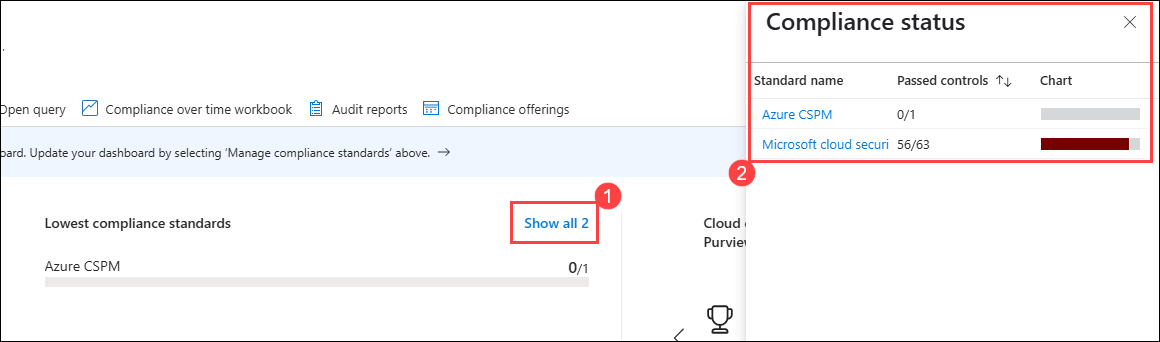 Open query
Compliance over time workbook
Audit reports
Compliance offerings
oard. Update your dashboard by selecting 'Manage compliance standards' above.
Lowest compliance standards
Show all 2
1
Azure CSPM
0/1
Cloud
Purview
Compliance status
Standard name
Passed controls
Chart
Azure CSPM
0/1
Microsoft cloud securi
56/63
2